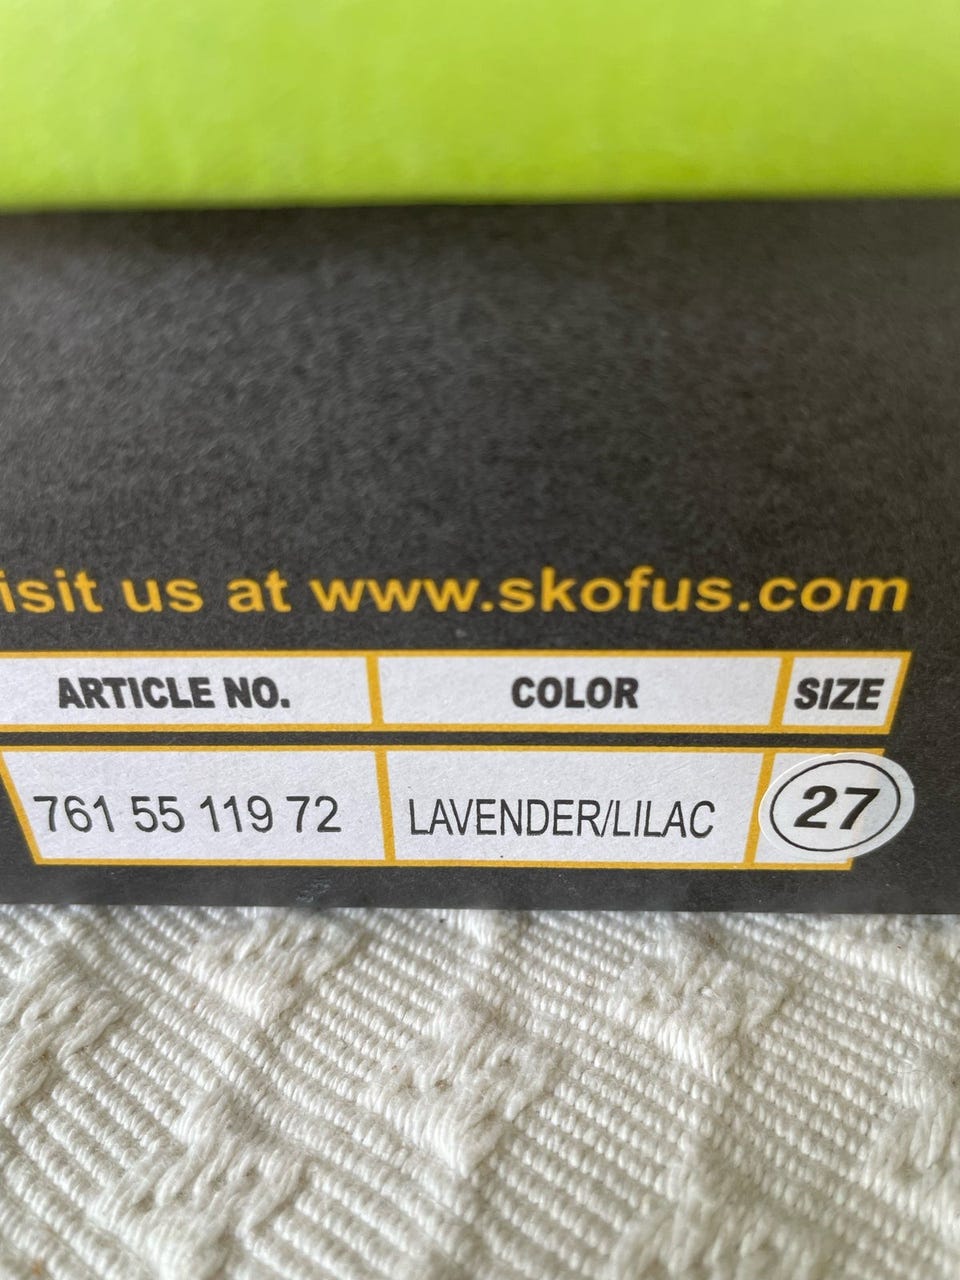 isit us at www.skofus.com
ARTICLE NO. COLOR SIZE
761 55 119 72 LAVENDER/LILAC 27